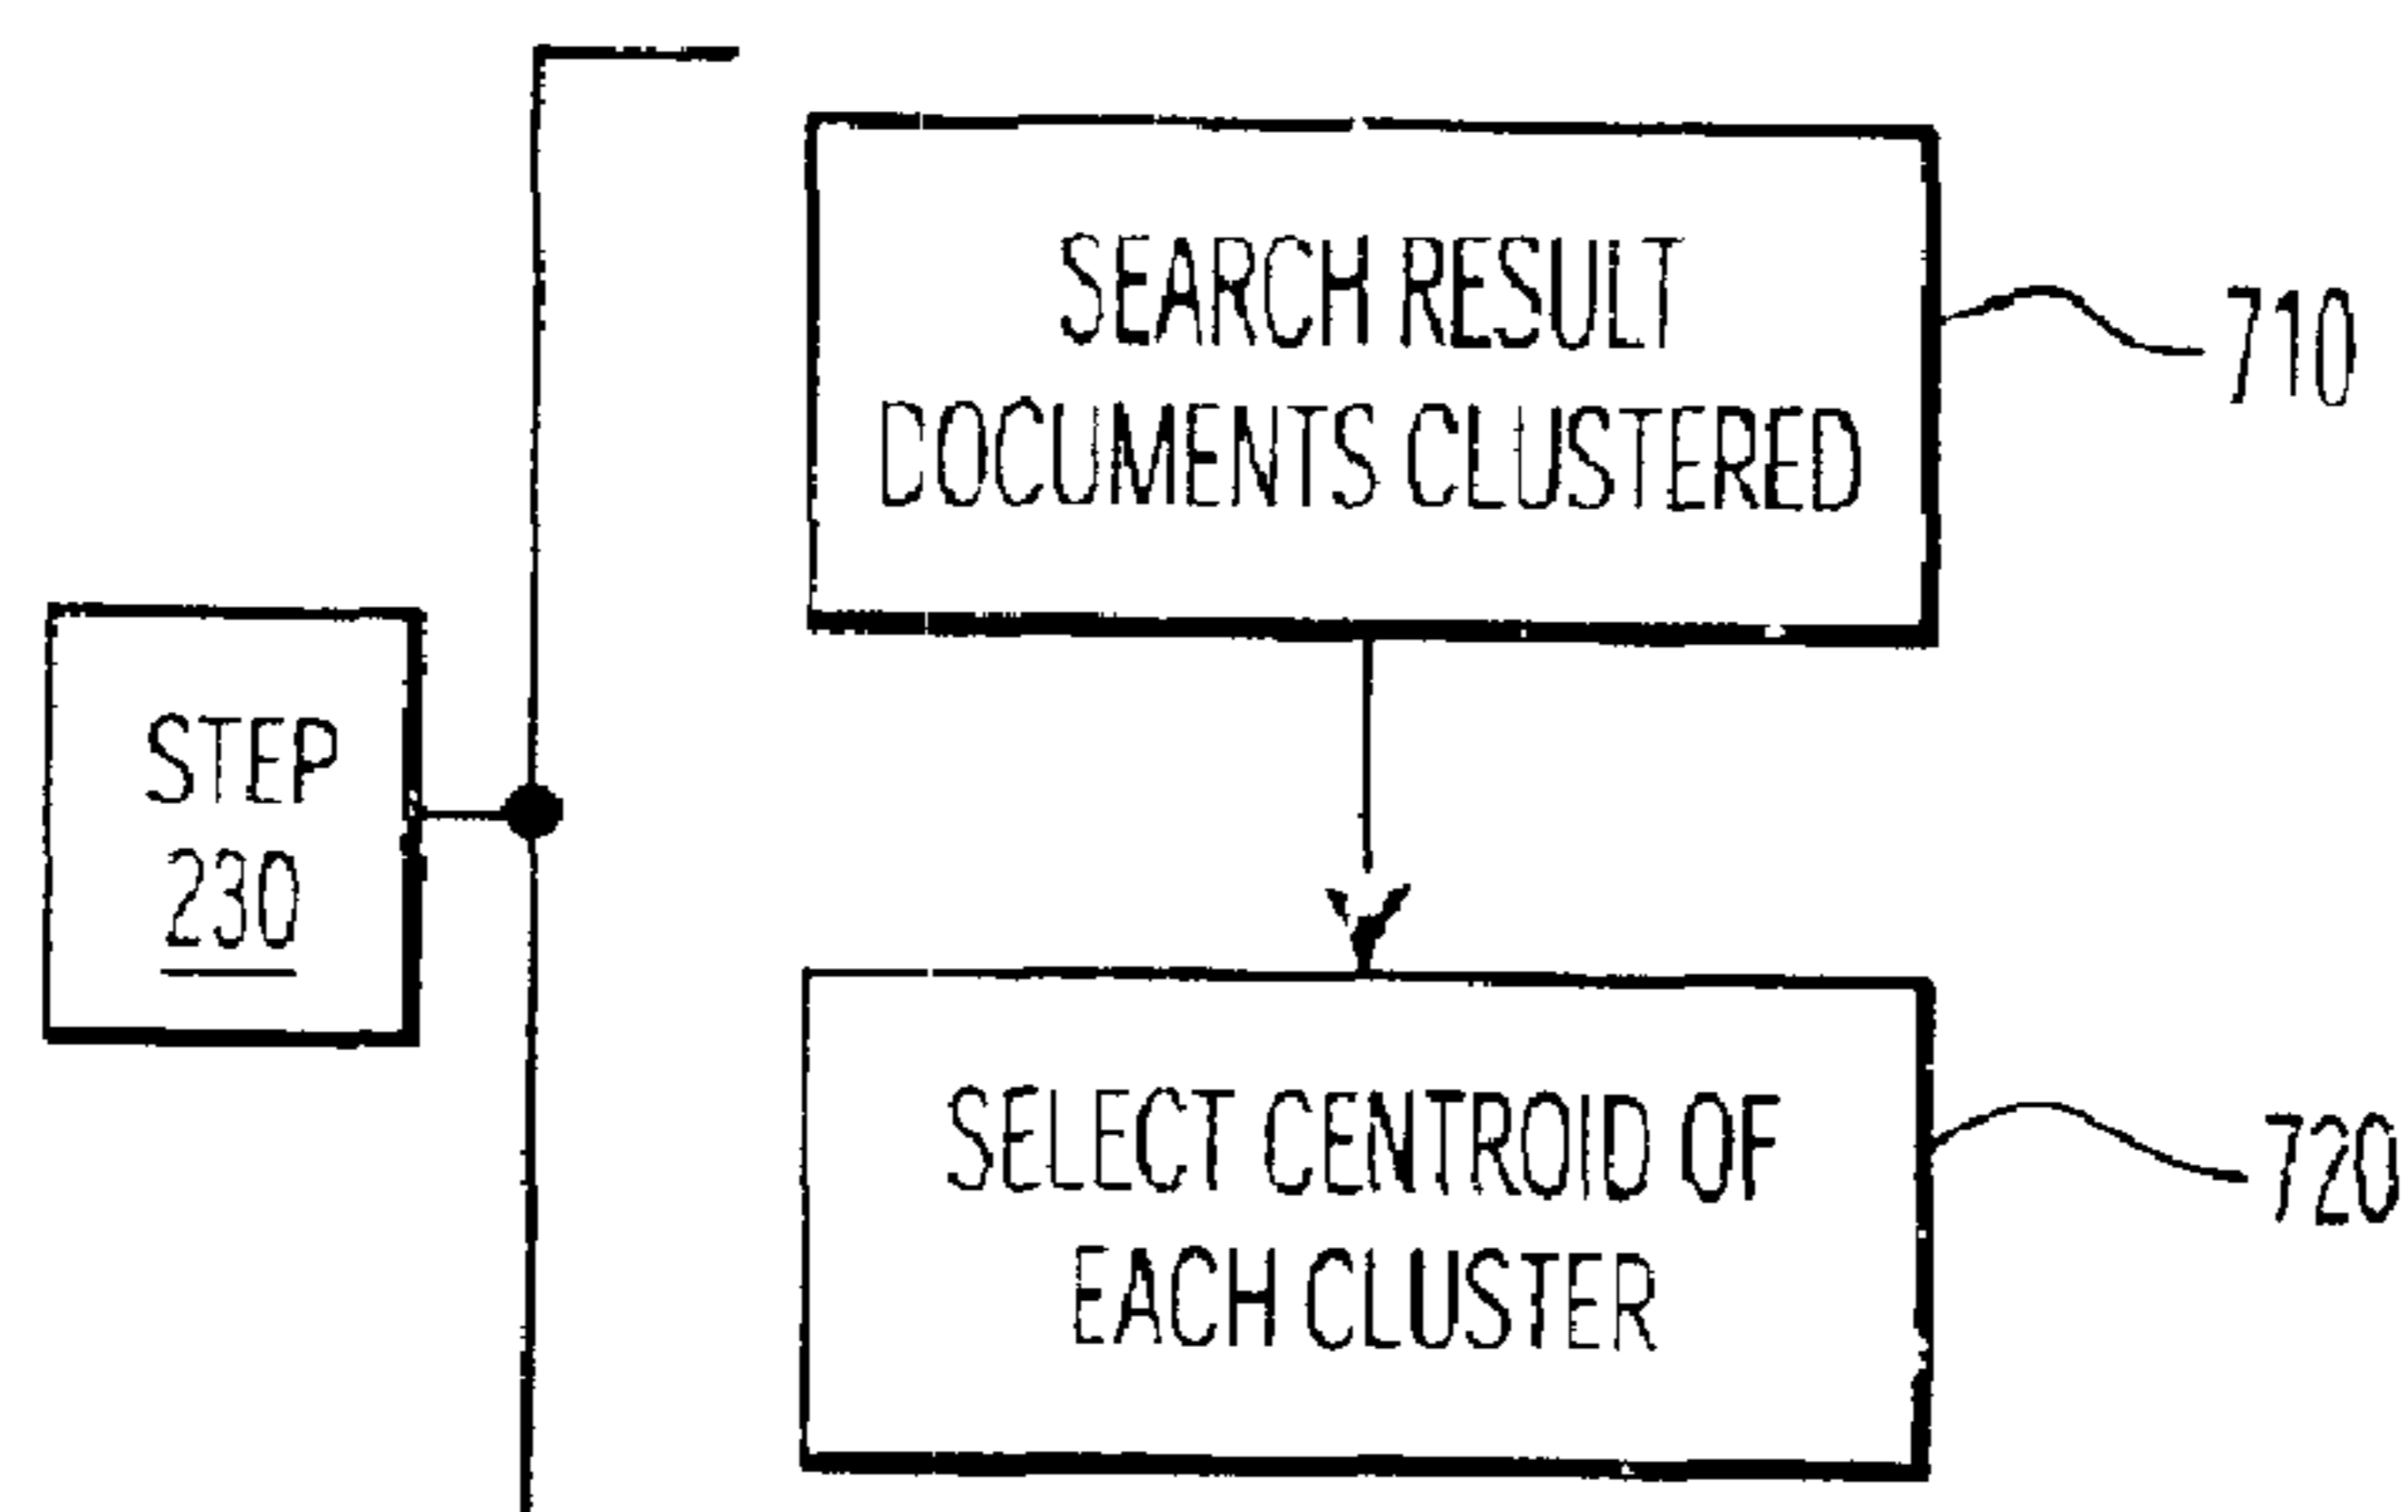 SEARCH RESULT
DOCUMENTS CLUSTERED
710
STEP
230
SELECT CENTROID OF
EACH CLUSTER
720